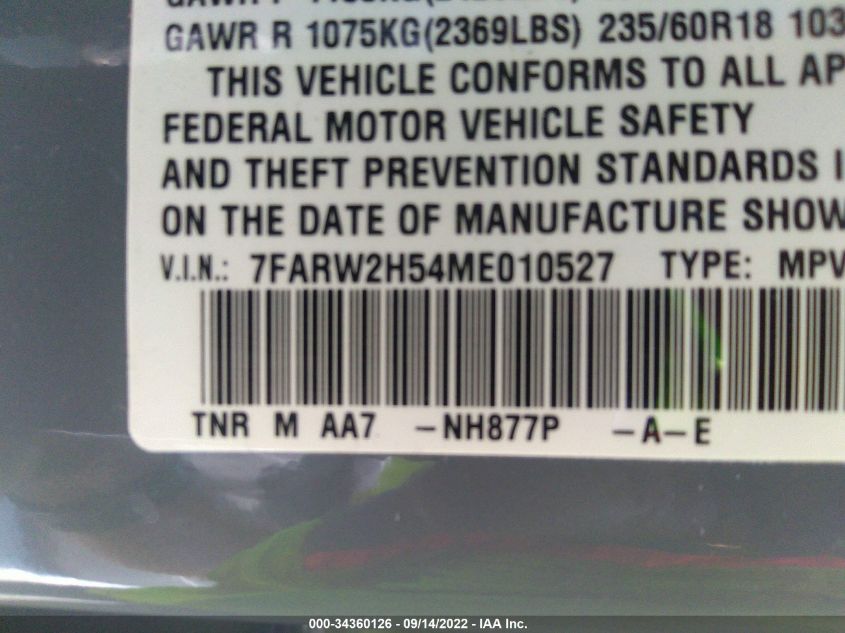 GAWR R 1075KG(2369LBS) 235/60R18 103
THIS VEHICLE CONFORMS TO ALL AP
FEDERAL MOTOR VEHICLE SAFETY
AND THEFT PREVENTION STANDARDS I
ON THE DATE OF MANUFACTURE SHOW
V.I.N.: 7FARW2H54ME010527 TYPE: MPV
TNR M AA7 -NH877P -A-E
000-34360126 - 09/14/2022 - IAA Inc.